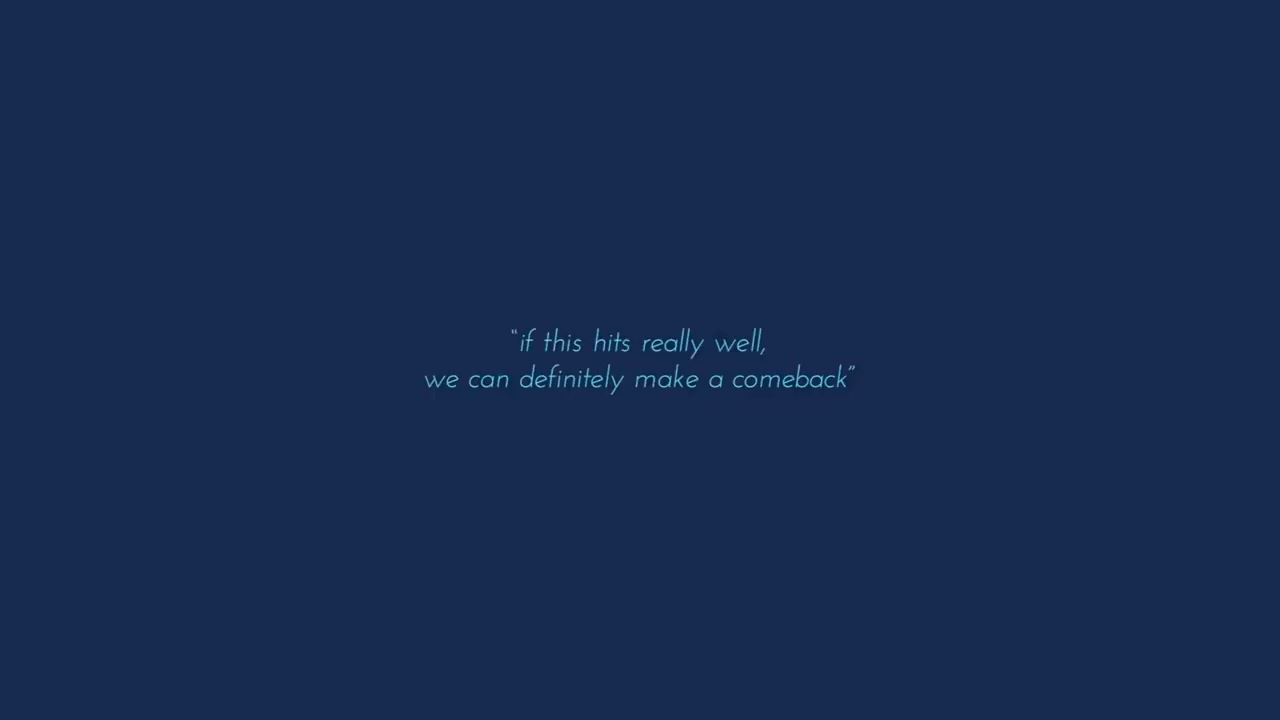 “if this hits really well,
we can definitely make a comeback”